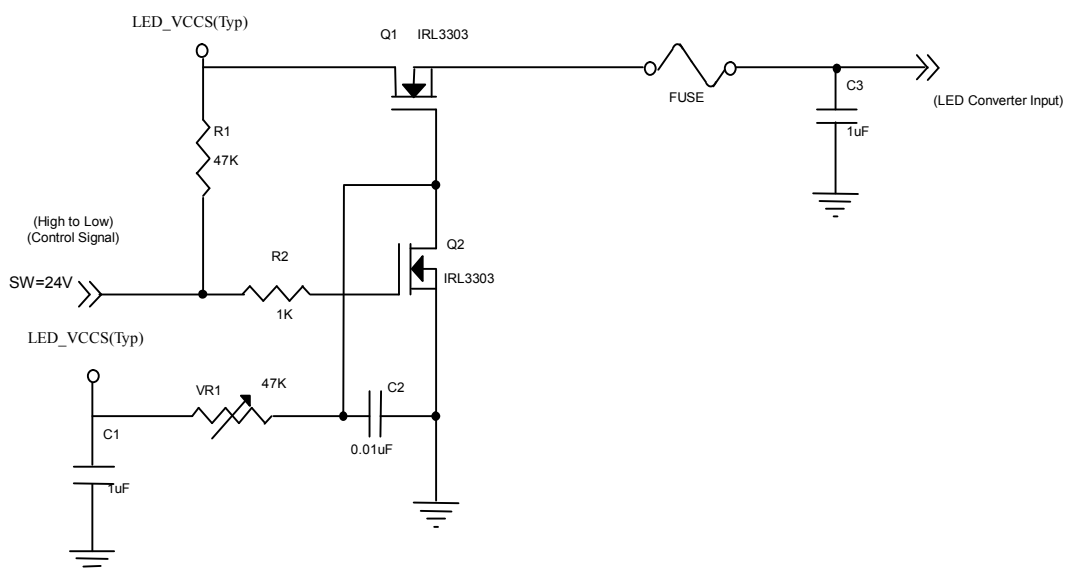 LED_VCCS(Typ)
Q1 IRL3303
FUSE
C3
(LED Converter Input)
1uF
R1
47K
(High to Low)
(Control Signal)
SW=24V
R2
1K
Q2
IRL3303
LED_VCCS(Typ)
VR1
47K
C2
0.01uF
C1
1uF